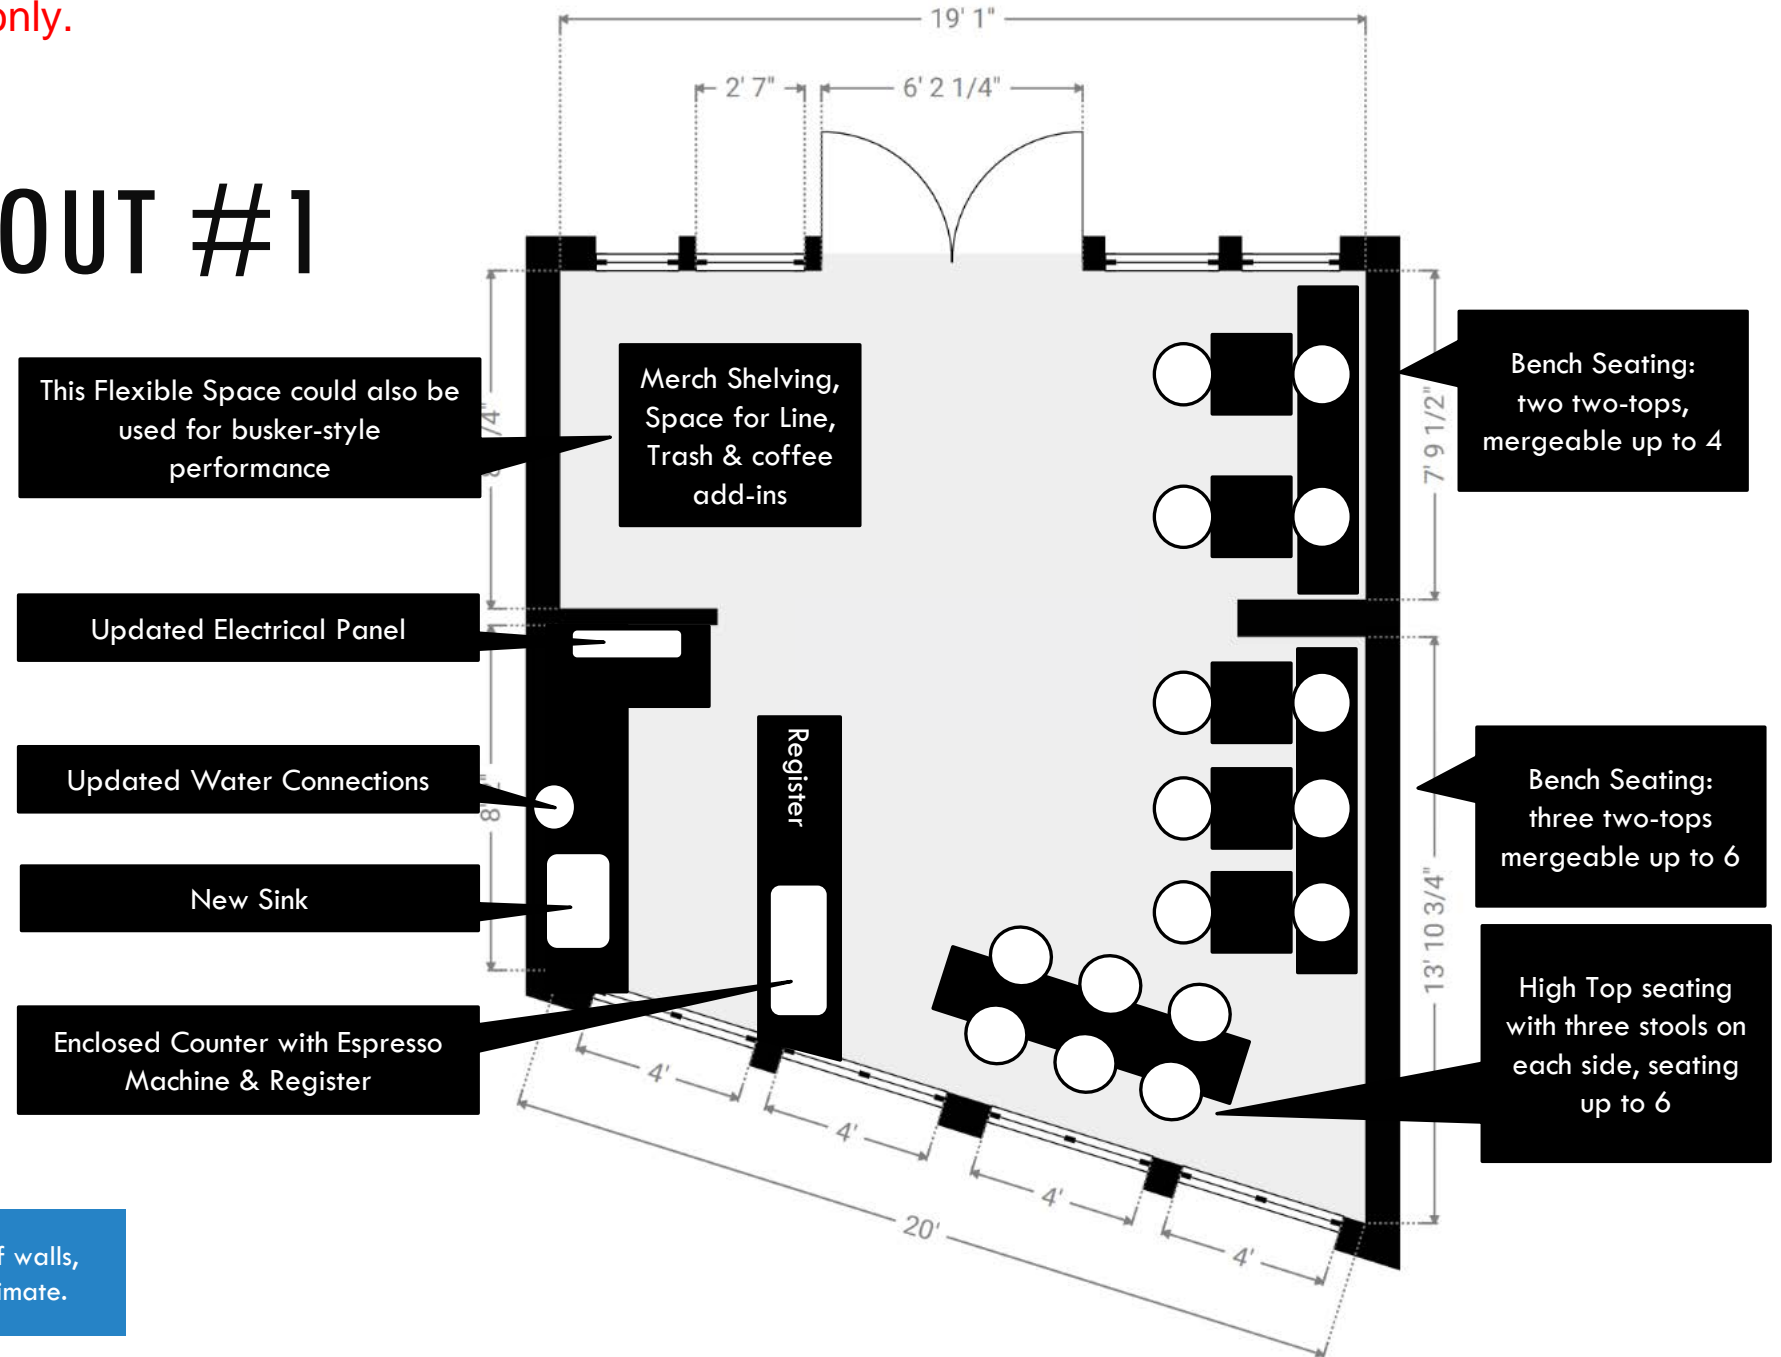 only.
19' 1"
2' 7"
6' 2 1/4"
OUT #1
This Flexible Space could also be
used for busker-style
performance
/4"
Merch Shelving,
Space for Line,
Trash & coffee
add-ins
Bench Seating:
two two-tops,
mergeable up to 4
7' 9 1/2"
Updated Electrical Panel
Updated Water Connections
8'
Register
New Sink
Bench Seating:
three two-tops
mergeable up to 6
13' 10 3/4"
Enclosed Counter with Espresso
Machine & Register
High Top seating
with three stools on
each side, seating
up to 6
4'
4'
4'
4'
20'
f walls,
imate.